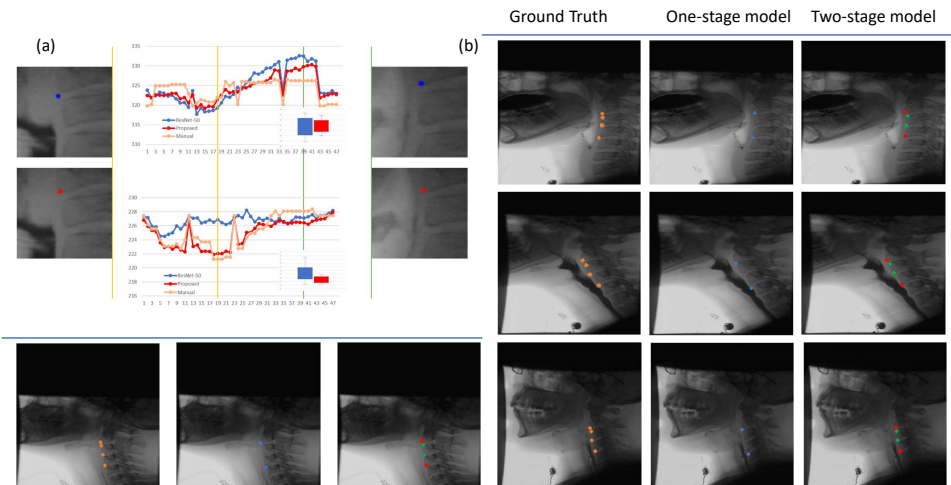 Ground Truth
One-stage model
Two-stage model
(a)
(b)
335
330
325
320
315
310
ResNet-50
Proposed
Manual
1 3 5 7 9 11 13 15 17 19 21 23 25 27 29 31 33 35 37 39 41 43 45 47
230
228
226
224
222
220
218
216
ResNet-50
Proposed
Manual
1 3 5 7 9 11 13 15 17 19 21 23 25 27 29 31 33 35 37 39 41 43 45 47